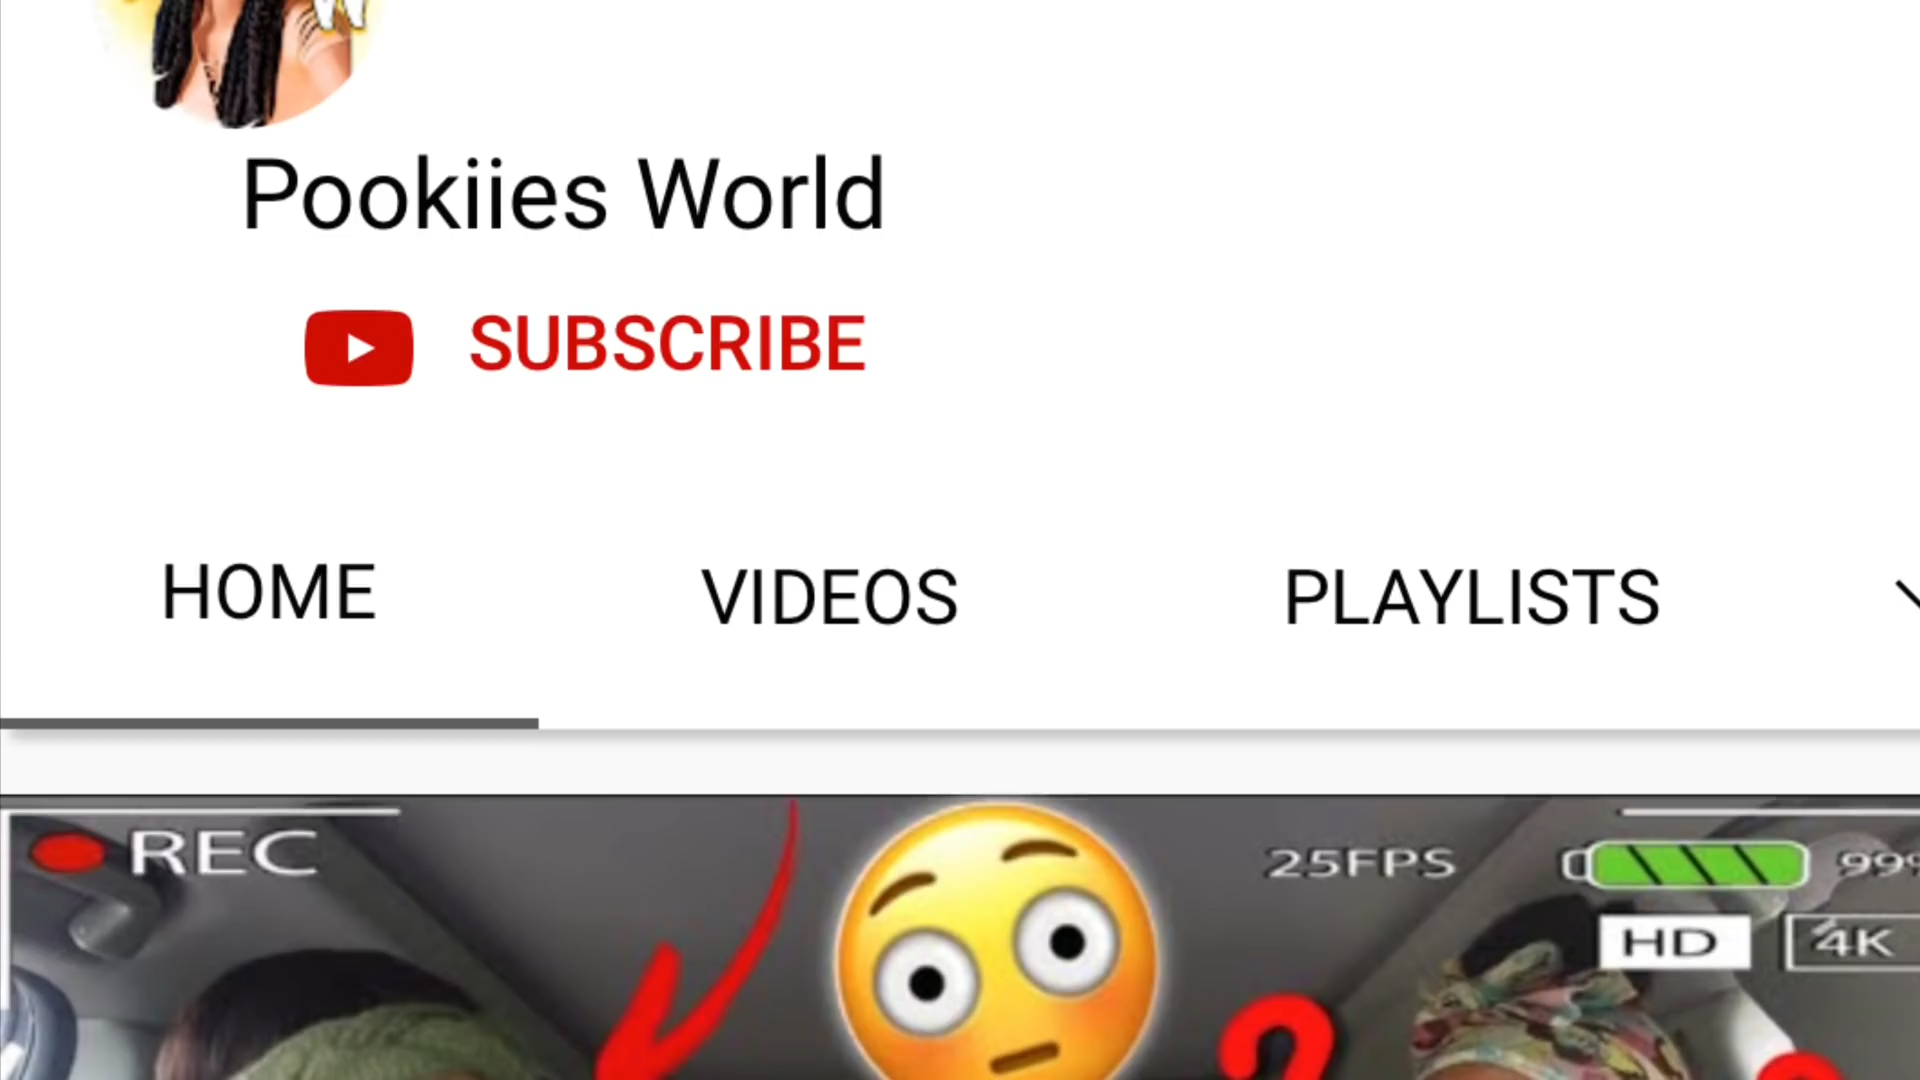 Pookiies World
SUBSCRIBE
HOME VIDEOS PLAYLISTS
REC 25FPS
HD 4K
?